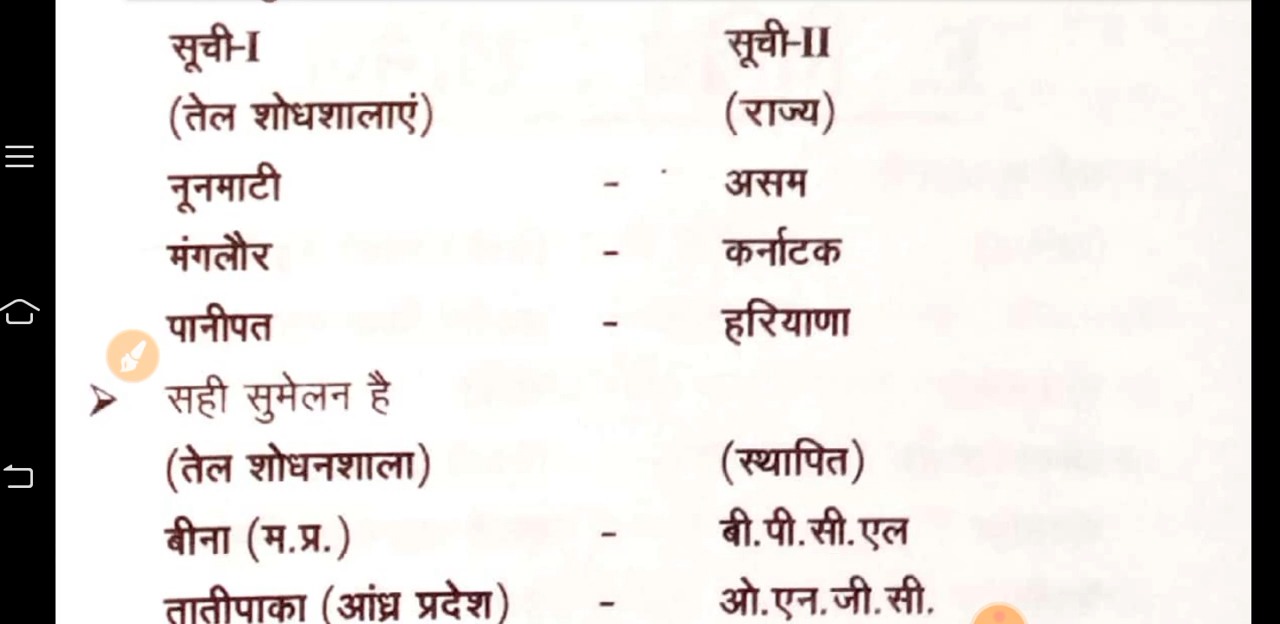 सूची-I सूची-II
(तेल शोधशालाएं) (राज्य)
नूनमाटी - असम
मंगलौर - कर्नाटक
पानीपत - हरियाणा
सही सुमेलन है
(तेल शोधनशाला) (स्थापित)
बीना (म.प्र.) - बी.पी.सी.एल
तातीपाका (आंध्र प्रदेश) - ओ.एन.जी.सी.